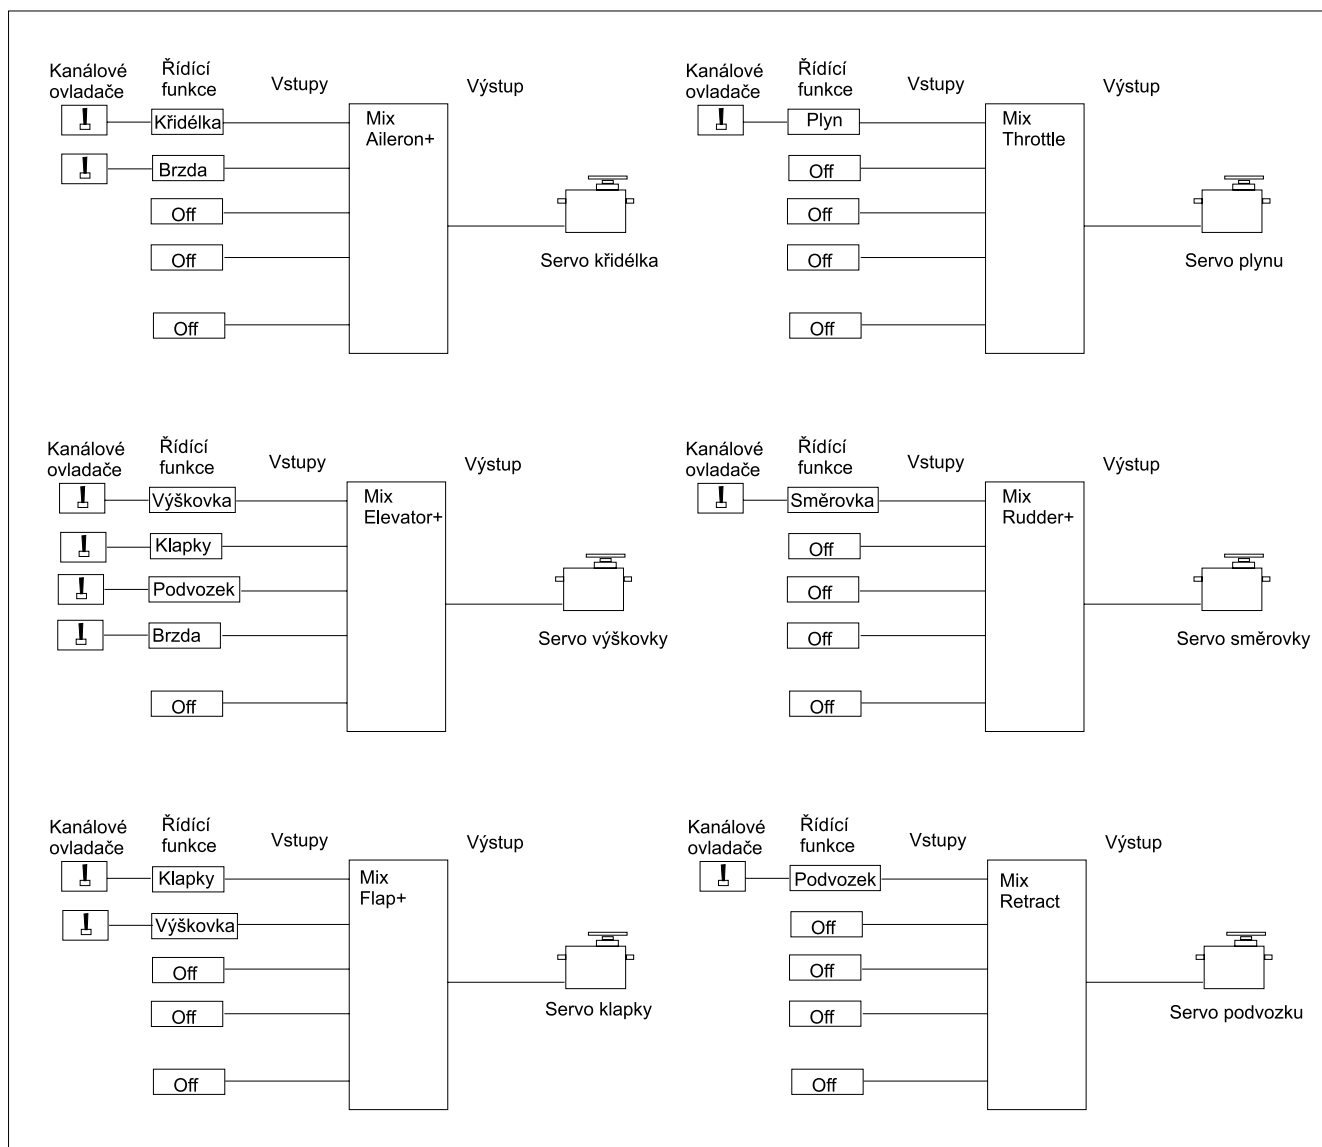 Kanálové
ovladače
Řídící
funkce
Vstupy
Výstup
Křidélka
Brzda
Off
Off
Off
Mix
Aileron+
Servo křidélka
Kanálové
ovladače
Řídící
funkce
Vstupy
Výstup
Plyn
Off
Off
Off
Off
Mix
Throttle
Servo plynu
Kanálové
ovladače
Řídící
funkce
Vstupy
Výstup
Výškovka
Klapky
Podvozek
Brzda
Off
Mix
Elevator+
Servo výškovky
Kanálové
ovladače
Řídící
funkce
Vstupy
Výstup
Směrovka
Off
Off
Off
Off
Mix
Rudder+
Servo směrovky
Kanálové
ovladače
Řídící
funkce
Vstupy
Výstup
Klapky
Výškovka
Off
Off
Off
Mix
Flap+
Servo klapky
Kanálové
ovladače
Řídící
funkce
Vstupy
Výstup
Podvozek
Off
Off
Off
Off
Mix
Retract
Servo podvozku